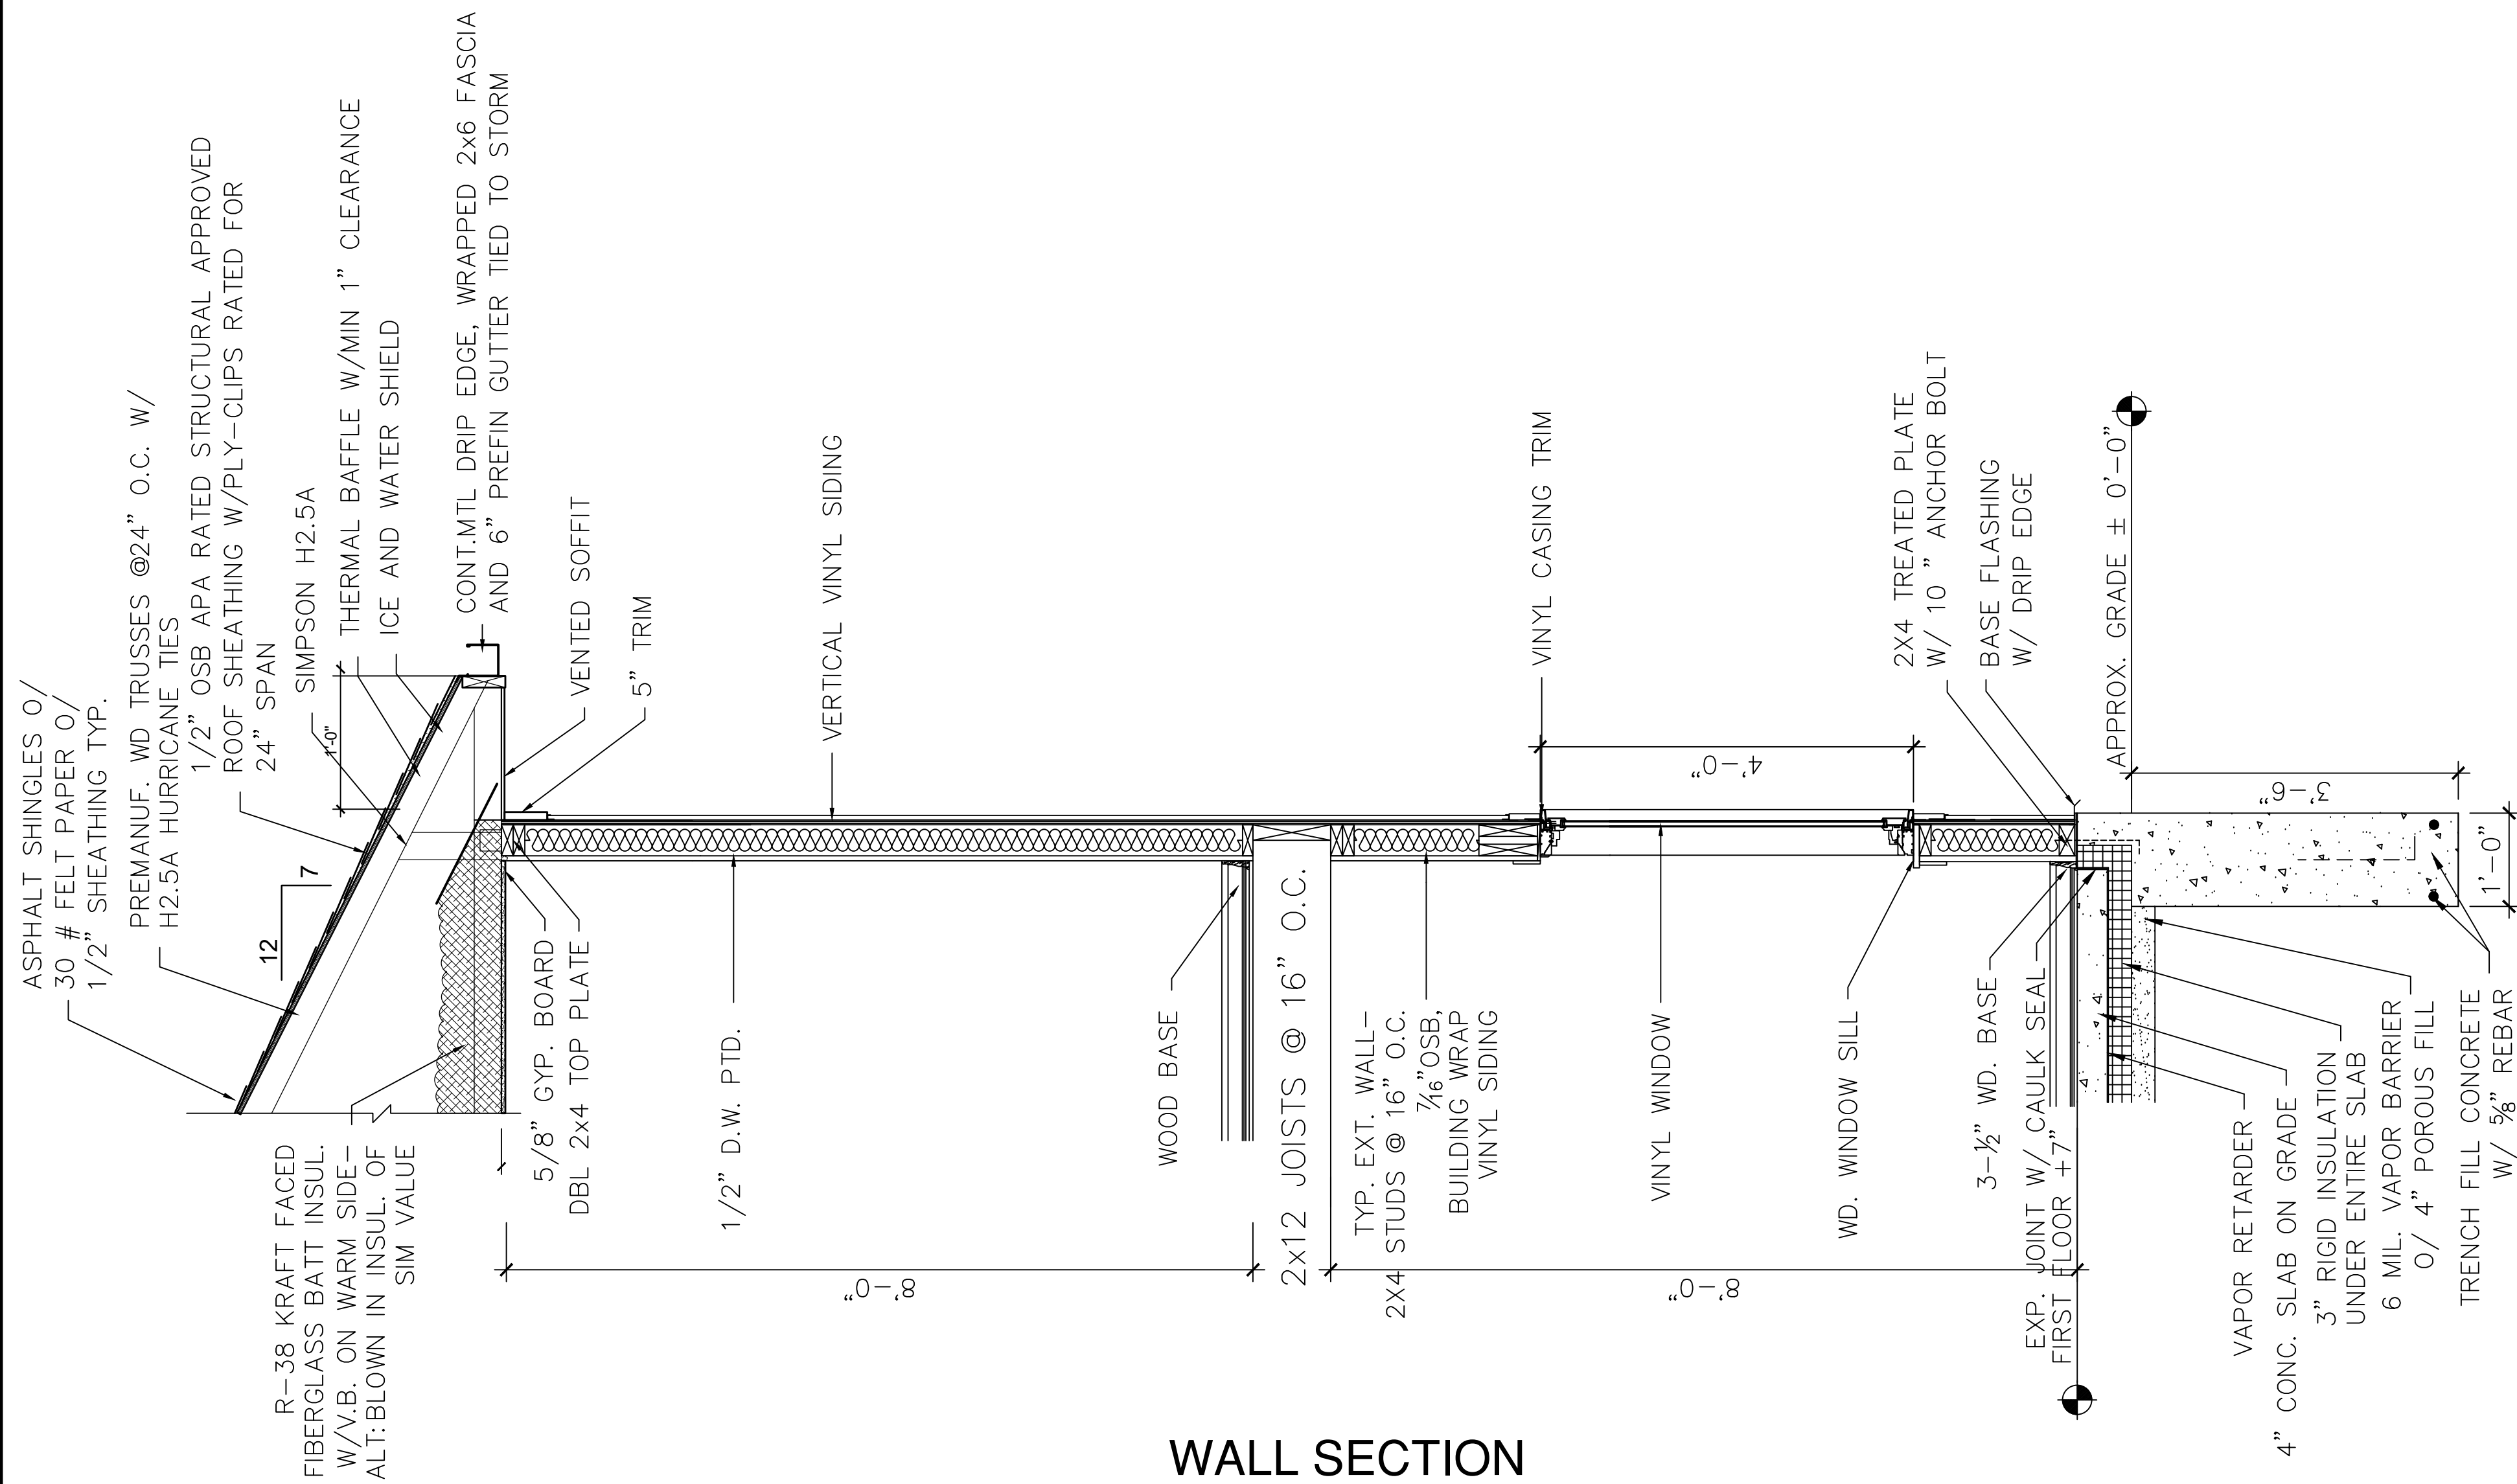 ASPHALT SHINGLES O/
30 # FELT PAPER O/
1/2" SHEATHING TYP.
PREMANUF. WD TRUSSES @24" O.C. W/
H2.5A HURRICANE TIES
1/2" OSB APA RATED STRUCTURAL APPROVED
ROOF SHEATHING W/PLY-CLIPS RATED FOR
24" SPAN
SIMPSON H2.5A
THERMAL BAFFLE W/MIN 1" CLEARANCE
ICE AND WATER SHIELD
CONT.MTL DRIP EDGE, WRAPPED 2x6 FASCIA
AND 6" PREFIN GUTTER TIED TO STORM
1'-0"
12
7
VENTED SOFFIT
5" TRIM
VERTICAL VINYL SIDING
R-38 KRAFT FACED
FIBERGLASS BATT INSUL.
W/V.B. ON WARM SIDE-
ALT:BLOWN IN INSUL. OF
SIM VALUE
5/8" GYP. BOARD
DBL 2x4 TOP PLATE
1/2" D.W. PTD.
8'-0"
WOOD BASE
2x12 JOISTS @ 16" O.C.
TYP. EXT. WALL-
2X4 STUDS @ 16" O.C.
7/16" OSB,
BUILDING WRAP
VINYL SIDING
VINYL CASING TRIM
4'-0"
8'-0"
VINYL WINDOW
WD. WINDOW SILL
2X4 TREATED PLATE
W/ 10 " ANCHOR BOLT
BASE FLASHING
W/ DRIP EDGE
APPROX. GRADE ± 0'-0"
3'-6"
1'-0"
3-1/2" WD. BASE
EXP. JOINT W/ CAULK SEAL
FIRST FLOOR +7"
VAPOR RETARDER
4" CONC. SLAB ON GRADE
3" RIGID INSULATION
UNDER ENTIRE SLAB
6 MIL. VAPOR BARRIER
O/ 4" POROUS FILL
TRENCH FILL CONCRETE
W/ 5/8" REBAR
WALL SECTION